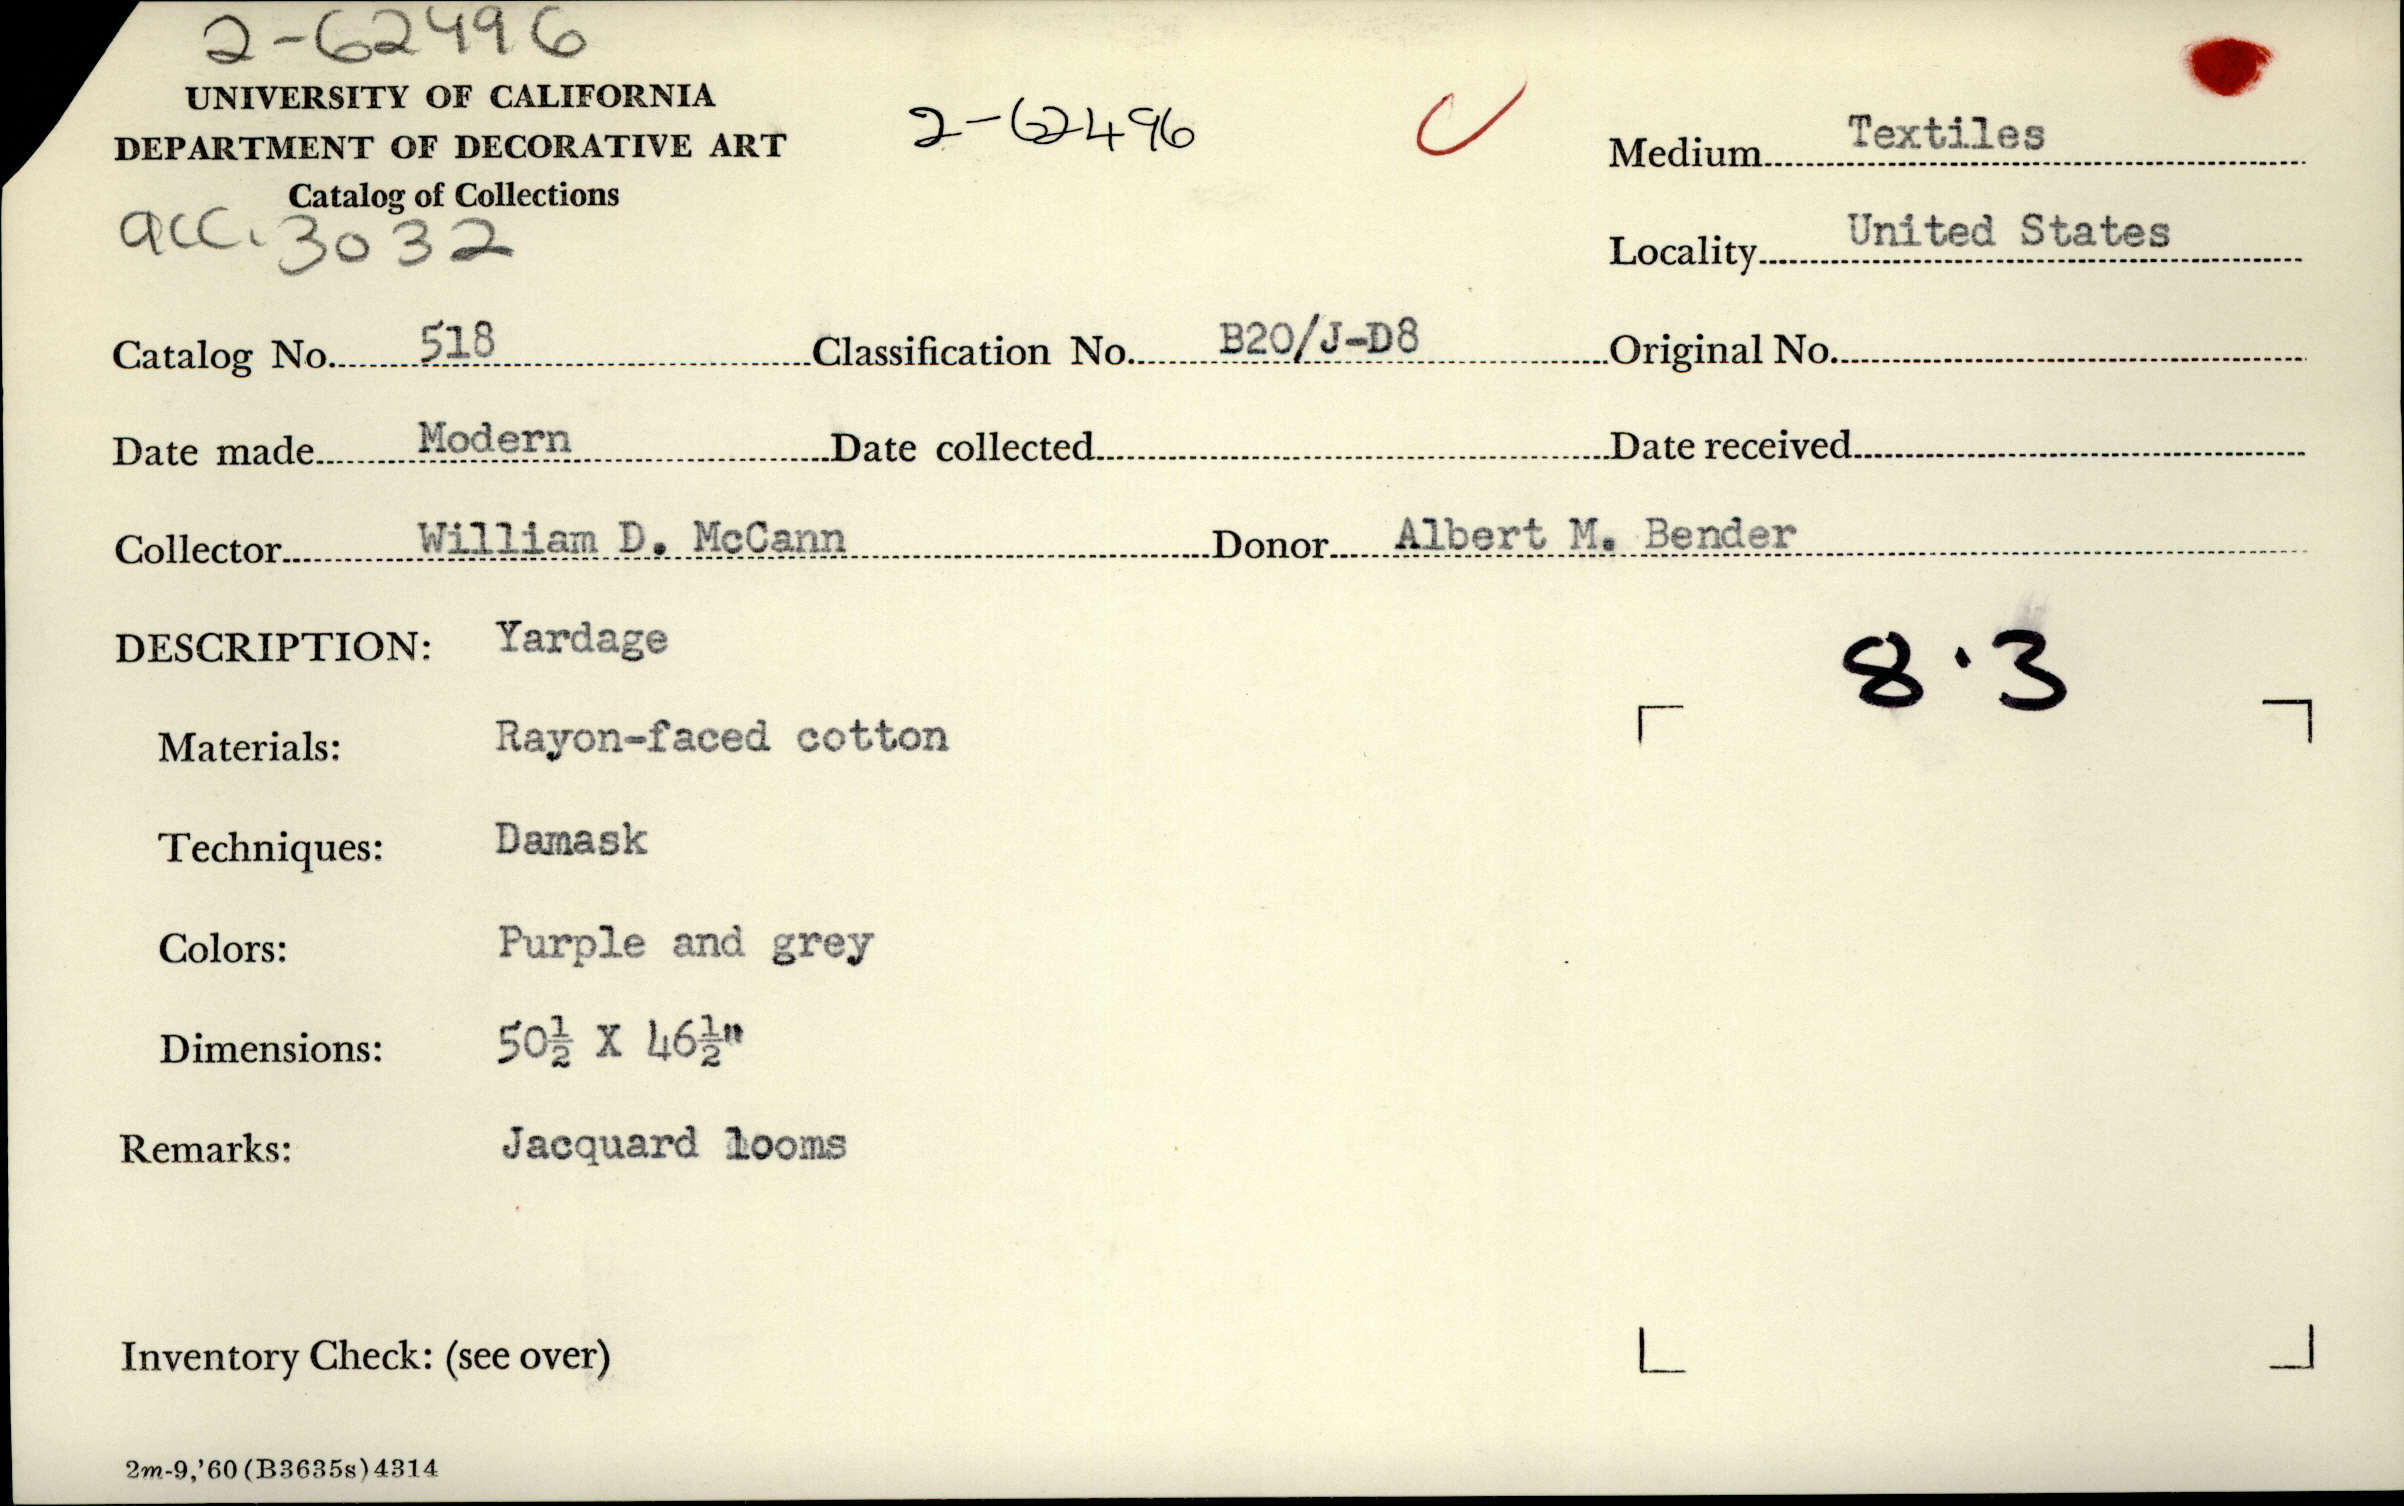 2-62496
UNIVERSITY OF CALIFORNIA
DEPARTMENT OF DECORATIVE ART
Catalog of Collections
2-62496
acc. 3032
Medium Textiles
Locality United States
Catalog No. 518 Classification No. B20/J-D8 Original No.
Date made Modern Date collected Date received
Collector William D. McCann Donor Albert M. Bender
DESCRIPTION: Yardage
8.3
Materials: Rayon-faced cotton
Techniques: Damask
Colors: Purple and grey
Dimensions: 50½ X 46½"
Remarks: Jacquard looms
Inventory Check: (see over)
2m-9,'60(B3635s)4314